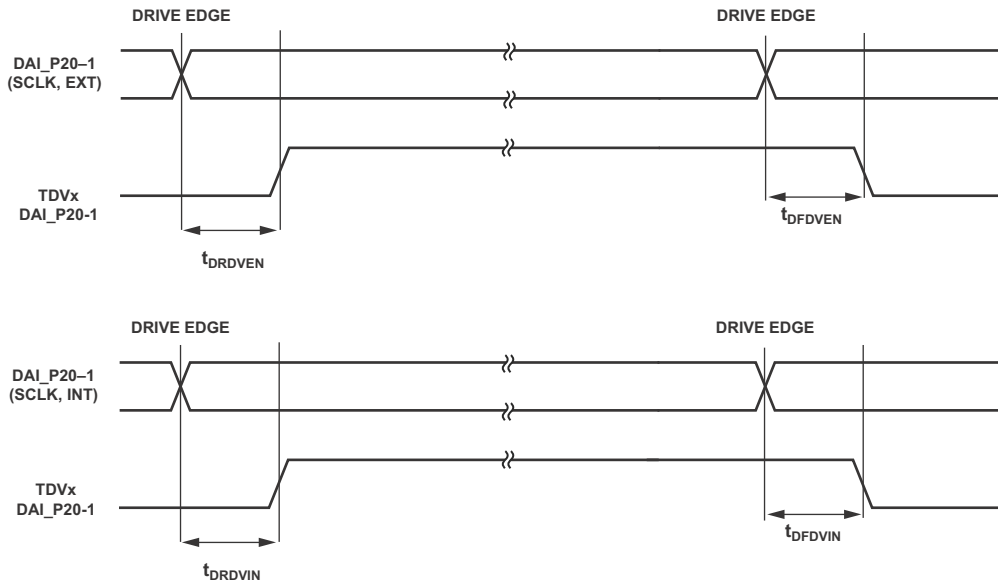 DRIVE EDGE DRIVE EDGE
DAI_P20–1
(SCLK, EXT)
TDVx
DAI_P20-1
tDFDVEN
tDRDVEN
DRIVE EDGE DRIVE EDGE
DAI_P20–1
(SCLK, INT)
TDVx
DAI_P20-1
tDFDVIN
tDRDVIN